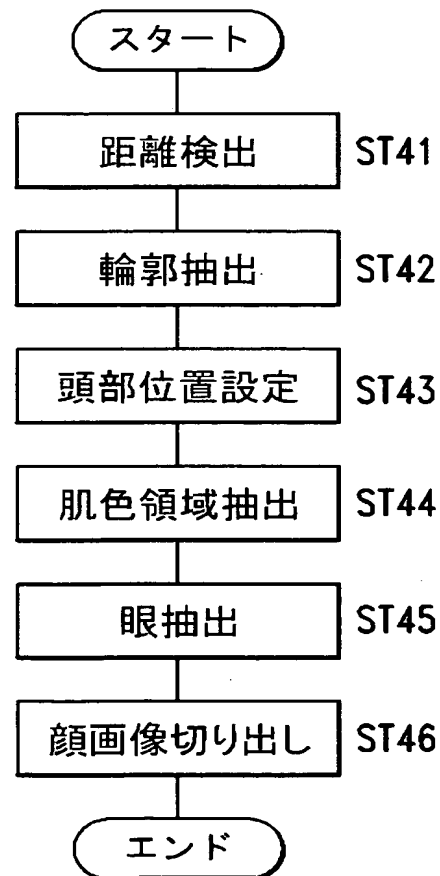 スタート
距離検出 ST41
輪郭抽出 ST42
頭部位置設定 ST43
肌色領域抽出 ST44
眼抽出 ST45
顔画像切り出し ST46
エンド